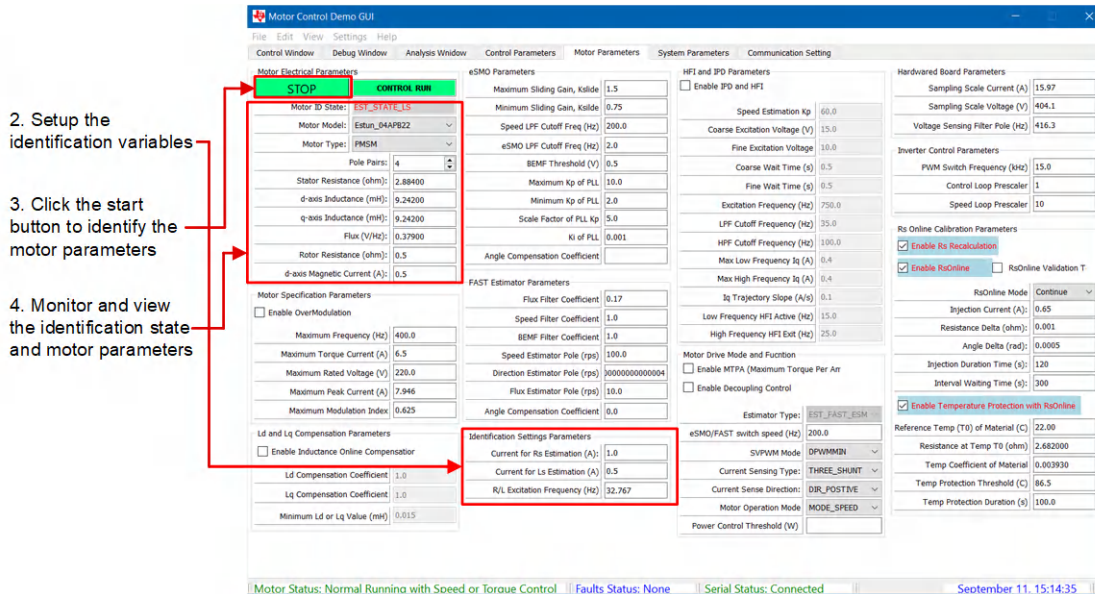 Motor Control Demo GUI
File Edit View Settings Help
Control Window Debug Window Analysis Wnidow Control Parameters Motor Parameters System Parameters Communication Setting
2. Setup the
identification variables
3. Click the start
button to identify the
motor parameters
4. Monitor and view
the identification state
and motor parameters
Motor Electrical Parameters
STOP CONTROL RUN
Motor ID State: EST_STATE_LS
Motor Model: Estun_04APB22
Motor Type: PMSM
Pole Pairs: 4
Stator Resistance (ohm): 2.88400
d-axis Inductance (mH): 9.24200
q-axis Inductance (mH): 9.24200
Flux (V/Hz): 0.37900
Rotor Resistance (ohm): 0.5
d-axis Magnetic Current (A): 0.5
Motor Specification Parameters
Enable OverModulation
Maximum Frequency (Hz) 400.0
Maximum Torque Current (A) 6.5
Maximum Rated Voltage (V) 220.0
Maximum Peak Current (A) 7.946
Maximum Modulation Index 0.625
Ld and Lq Compensation Parameters
Enable Inductance Online Compensatior
Ld Compensation Coefficient 1.0
Lq Compensation Coefficient 1.0
Minimum Ld or Lq Value (mH) 0.015
eSMO Parameters
Maximum Sliding Gain, Kslide 1.5
Minimum Sliding Gain, Kslide 0.75
Speed LPF Cutoff Freq (Hz) 200.0
eSMO LPF Cutoff Freq (Hz) 2.0
BEMF Threshold (V) 0.5
Maximum Kp of PLL 10.0
Minimum Kp of PLL 2.0
Scale Factor of PLL Kp 5.0
Ki of PLL 0.001
Angle Compensation Coefficient
FAST Estimator Parameters
Flux Filter Coefficient 0.17
Speed Filter Coefficient 1.0
BEMF Filter Coefficient 1.0
Speed Estimator Pole (rps) 100.0
Direction Estimator Pole (rps) )0000000000004
Flux Estimator Pole (rps) 10.0
Angle Compensation Coefficient 0.0
Identification Settings Parameters
Current for Rs Estimation (A): 1.0
Current for Ls Estimation (A) 0.5
R/L Excitation Frequency (Hz) 32.767
HFI and IPD Parameters
Enable IPD and HFI
Speed Estimation Kp 60.0
Coarse Excitation Voltage (V) 15.0
Fine Excitation Voltage 10.0
Coarse Wait Time (s) 0.5
Fine Wait Time (s) 0.5
Excitation Frequency (Hz) 750.0
LPF Cutoff Frequency (Hz) 35.0
HPF Cutoff Frequency (Hz) 100.0
Max Low Frequency Iq (A) 0.4
Max High Frequency Iq (A) 0.4
Iq Trajectory Slope (A/s) 0.1
Low Frequency HFI Active (Hz) 15.0
High Frequency HFI Exit (Hz) 25.0
Motor Drive Mode and Fucntion
Enable MTPA (Maximum Torque Per Am
Enable Decoupling Control
Estimator Type: EST_FAST_ESM
eSMO/FAST switch speed (Hz) 200.0
SVPWM Mode DPWMMIN
Current Sensing Type: THREE_SHUNT
Current Sense Direction: DIR_POSTIVE
Motor Operation Mode MODE_SPEED
Power Control Threshold (W)
Hardwared Board Parameters
Sampling Scale Current (A) 15.97
Sampling Scale Voltage (V) 404.1
Voltage Sensing Filter Pole (Hz) 416.3
Inverter Control Parameters
PWM Switch Frequency (kHz) 15.0
Control Loop Prescaler 1
Speed Loop Prescaler 10
Rs Online Calibration Parameters
Enable Rs Recalculation
Enable RsOnline RsOnline Validation T
RsOnline Mode Continue
Injection Current (A): 0.65
Resistance Delta (ohm): 0.001
Angle Delta (rad): 0.0005
Injection Duration Time (s): 120
Interval Waiting Time (s): 300
Enable Temperature Protection with RsOnline
Reference Temp (T0) of Material (C) 22.00
Resistance at Temp T0 (ohm) 2.682000
Temp Coefficient of Material 0.003930
Temp Protection Threshold (C) 86.5
Temp Protection Duration (s) 100.0
Motor Status: Normal Running with Speed or Torque Control Faults Status: None Serial Status: Connected September 11, 15:14:35